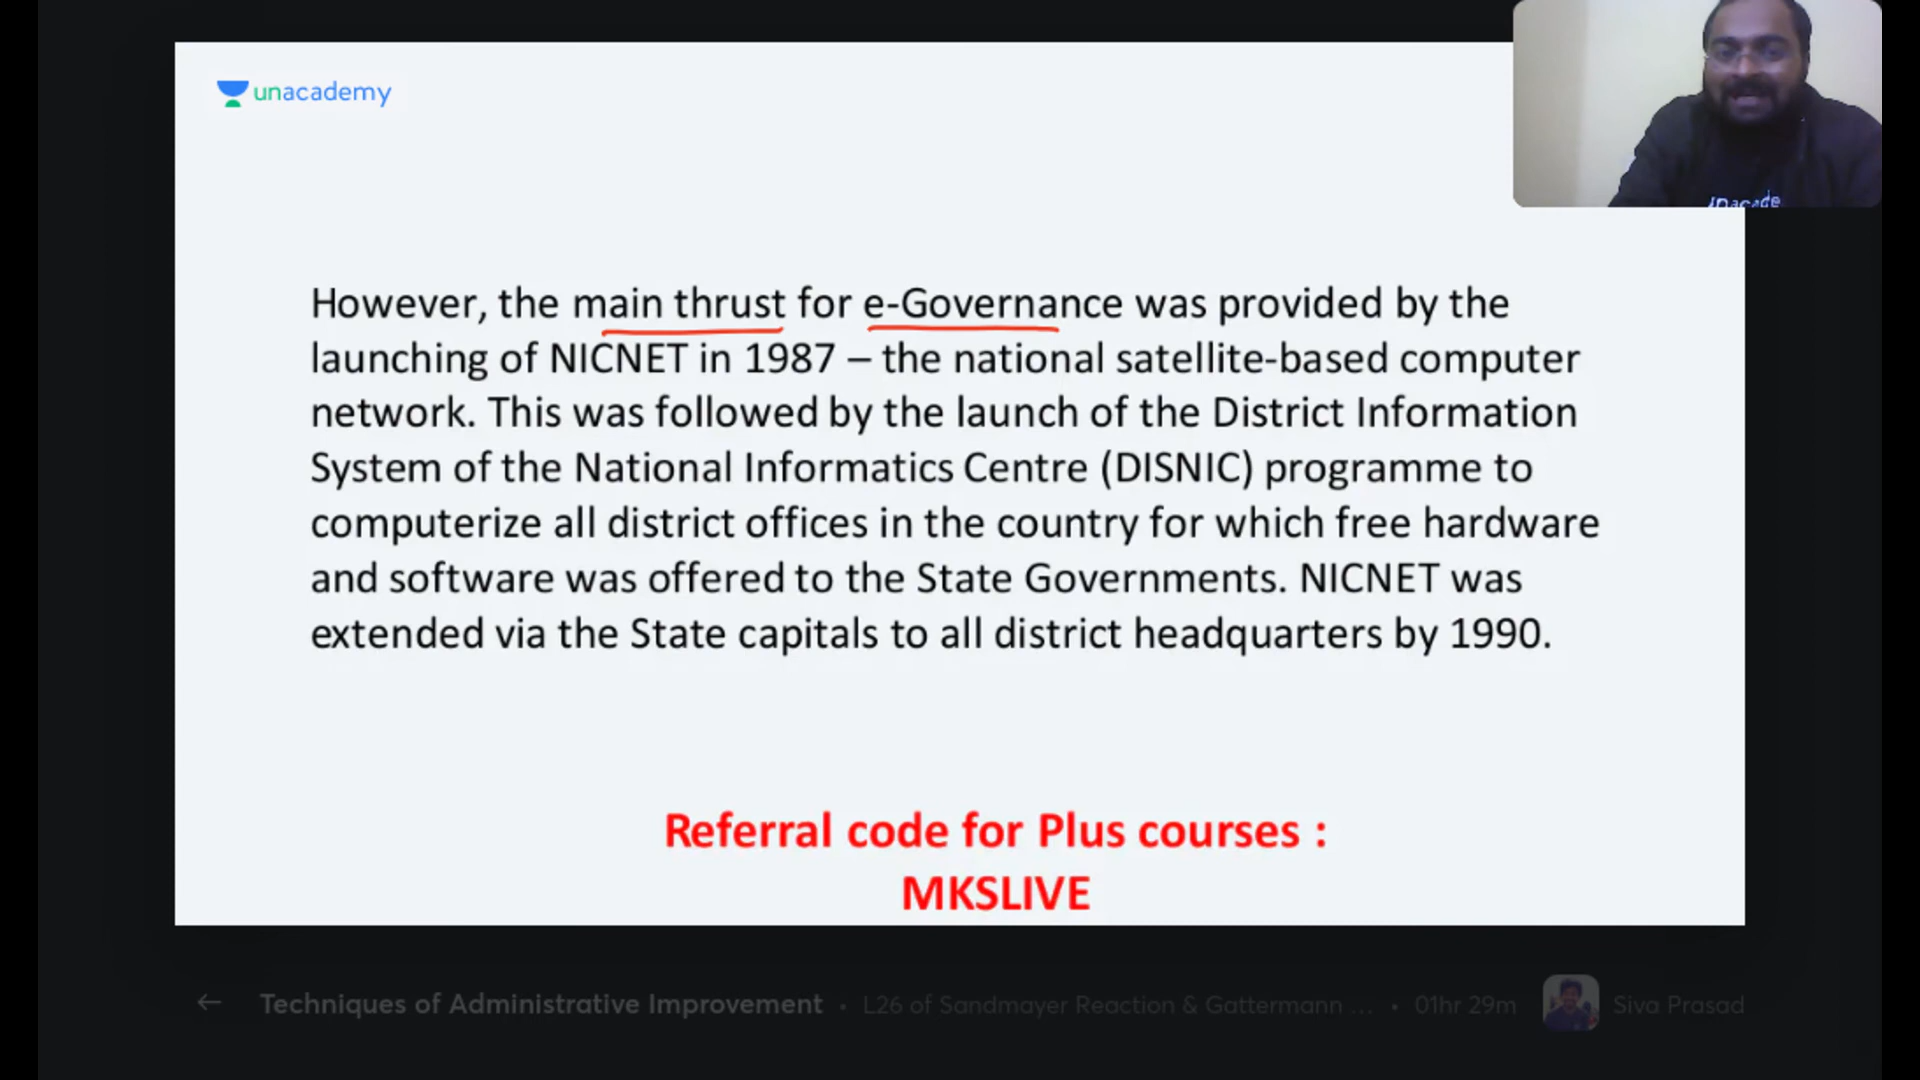 unacademy
However, the main thrust for e-Governance was provided by the
launching of NICNET in 1987 – the national satellite-based computer
network. This was followed by the launch of the District Information
System of the National Informatics Centre (DISNIC) programme to
computerize all district offices in the country for which free hardware
and software was offered to the State Governments. NICNET was
extended via the State capitals to all district headquarters by 1990.
Referral code for Plus courses :
MKSLIVE
Techniques of Administrative Improvement • L26 of Sandmayer Reaction & Gattermann ... • 01hr 29m Siva Prasad